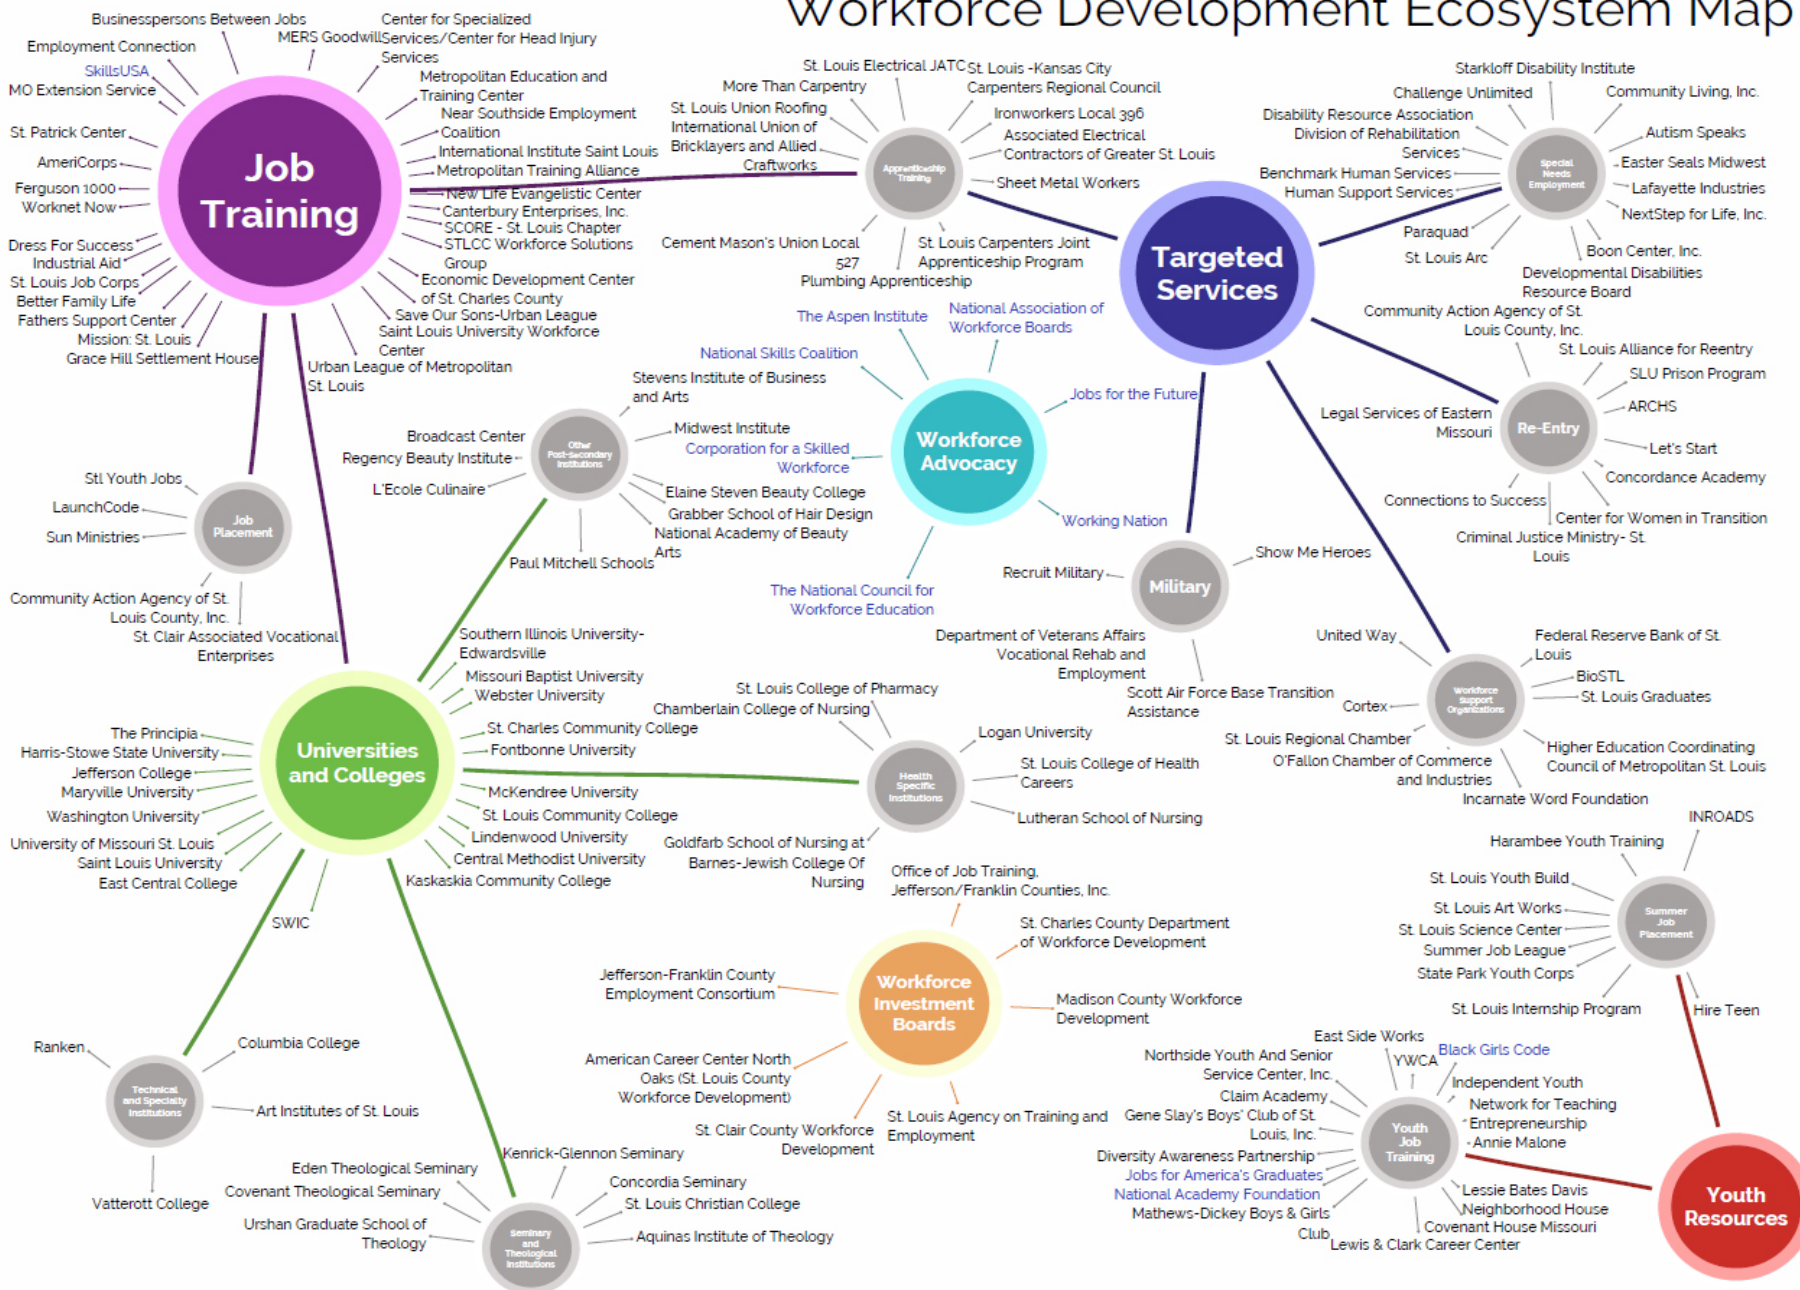 Workforce Development Ecosystem Map
Businesspersons Between Jobs
MERS Goodwill
Center for Specialized
Services/Center for Head Injury
Services
Employment Connection
SkillsUSA
MO Extension Service
St. Patrick Center
AmeriCorps
Ferguson 1000
Worknet Now
Dress For Success
Industrial Aid
St. Louis Job Corps
Better Family Life
Fathers Support Center
Mission: St. Louis
Grace Hill Settlement House
Job
Training
Metropolitan Education and
Training Center
Near Southside Employment
Coalition
International Institute Saint Louis
Metropolitan Training Alliance
New Life Evangelistic Center
Canterbury Enterprises, Inc.
SCORE - St. Louis Chapter
STLCC Workforce Solutions
Group
Economic Development Center
of St. Charles County
Save Our Sons-Urban League
Saint Louis University Workforce
Center
Urban League of Metropolitan
St. Louis
St. Louis Electrical JATC
More Than Carpentry
St. Louis Union Roofing
International Union of
Bricklayers and Allied
Craftworks
St. Louis -Kansas City
Carpenters Regional Council
Ironworkers Local 396
Associated Electrical
Contractors of Greater St. Louis
Sheet Metal Workers
Apprenticeship
Training
Cement Mason's Union Local
527
Plumbing Apprenticeship
St. Louis Carpenters Joint
Apprenticeship Program
Targeted
Services
Starkloff Disability Institute
Challenge Unlimited
Disability Resource Association
Division of Rehabilitation
Services
Benchmark Human Services
Human Support Services
Paraquad
St. Louis Arc
Special
Needs
Employment
Community Living, Inc.
Autism Speaks
Easter Seals Midwest
Lafayette Industries
NextStep for Life, Inc.
Boon Center, Inc.
Developmental Disabilities
Resource Board
The Aspen Institute
National Association of
Workforce Boards
National Skills Coalition
Jobs for the Future
Workforce
Advocacy
Corporation for a Skilled
Workforce
Working Nation
The National Council for
Workforce Education
Community Action Agency of St.
Louis County, Inc.
St. Louis Alliance for Reentry
SLU Prison Program
ARCHS
Legal Services of Eastern
Missouri
Re-Entry
Let's Start
Concordance Academy
Connections to Success
Center for Women in Transition
Criminal Justice Ministry- St.
Louis
Stevens Institute of Business
and Arts
Midwest Institute
Broadcast Center
Regency Beauty Institute
L'Ecole Culinaire
Other
Post-secondary
Institutions
Elaine Steven Beauty College
Grabber School of Hair Design
National Academy of Beauty
Arts
Paul Mitchell Schools
Stl Youth Jobs
LaunchCode
Sun Ministries
Job
Placement
Community Action Agency of St.
Louis County, Inc.
St. Clair Associated Vocational
Enterprises
Show Me Heroes
Recruit Military
Military
Department of Veterans Affairs
Vocational Rehab and
Employment
Scott Air Force Base Transition
Assistance
United Way
Cortex
St. Louis Regional Chamber
O'Fallon Chamber of Commerce
and Industries
Workforce
Support
Organizations
Federal Reserve Bank of St.
Louis
BioSTL
St. Louis Graduates
Higher Education Coordinating
Council of Metropolitan St. Louis
Incarnate Word Foundation
Southern Illinois University-
Edwardsville
Missouri Baptist University
Webster University
St. Charles Community College
Fontbonne University
The Principia
Harris-Stowe State University
Jefferson College
Maryville University
Washington University
University of Missouri St. Louis
Saint Louis University
East Central College
Universities
and Colleges
McKendree University
St. Louis Community College
Lindenwood University
Central Methodist University
Kaskaskia Community College
SWIC
St. Louis College of Pharmacy
Chamberlain College of Nursing
Logan University
St. Louis College of Health
Careers
Lutheran School of Nursing
Health
Specific
Institutions
Goldfarb School of Nursing at
Barnes-Jewish College Of
Nursing
Office of Job Training,
Jefferson/Franklin Counties, Inc.
St. Charles County Department
of Workforce Development
Jefferson-Franklin County
Employment Consortium
Workforce
Investment
Boards
Madison County Workforce
Development
American Career Center North
Oaks (St. Louis County
Workforce Development)
St. Clair County Workforce
Development
St. Louis Agency on Training and
Employment
INROADS
Harambee Youth Training
St. Louis Youth Build
St. Louis Art Works
St. Louis Science Center
Summer Job League
State Park Youth Corps
St. Louis Internship Program
Hire Teen
Summer
Job
Placement
East Side Works
YWCA
Black Girls Code
Northside Youth And Senior
Service Center, Inc.
Claim Academy
Gene Slay's Boys' Club of St.
Louis, Inc.
Diversity Awareness Partnership
Jobs for America's Graduates
National Academy Foundation
Mathews-Dickey Boys & Girls
Club
Youth
Job
Training
Independent Youth
Network for Teaching
Entrepreneurship
Annie Malone
Lessie Bates Davis
Neighborhood House
Covenant House Missouri
Lewis & Clark Career Center
Youth
Resources
Ranken
Columbia College
Technical
and Specialty
Institutions
Art Institutes of St. Louis
Vatterott College
Kenrick-Glennon Seminary
Eden Theological Seminary
Covenant Theological Seminary
Urshan Graduate School of
Theology
Concordia Seminary
St. Louis Christian College
Aquinas Institute of Theology
Seminary
and
Theological
Institutions